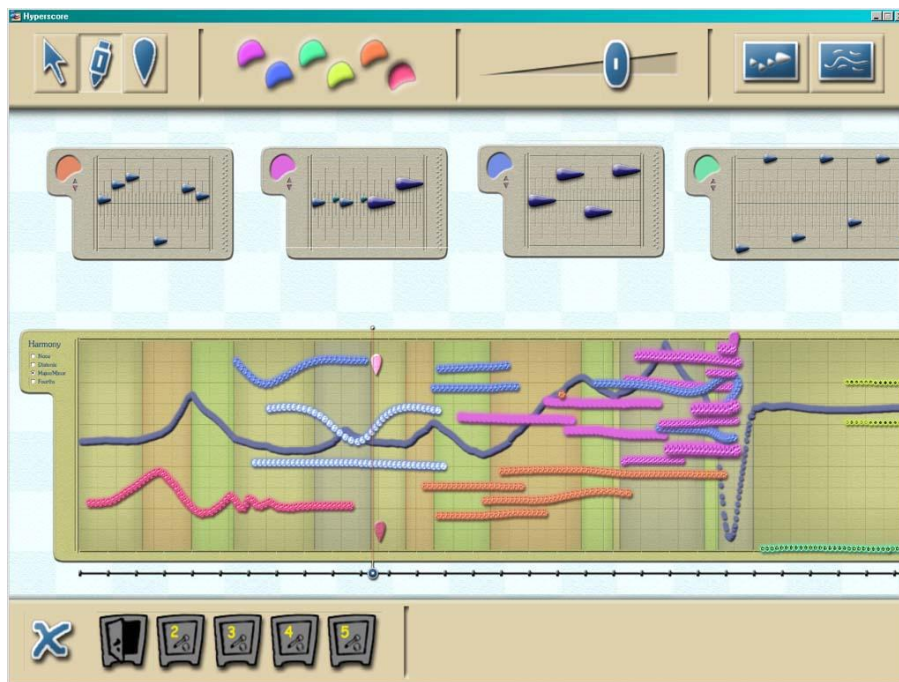 Hyperscore
Harmony
None
Diatonic
Major/Minor
Fourths
2 3 4 5